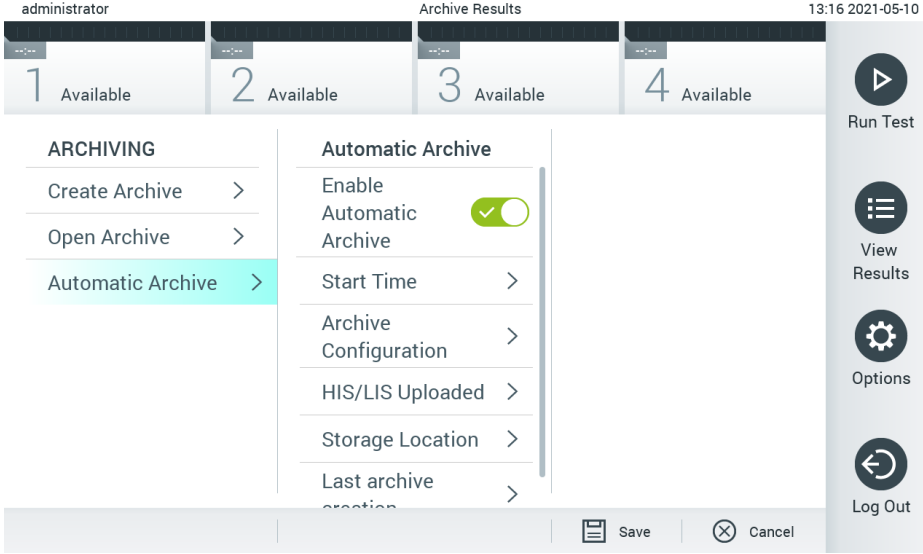 administrator
Archive Results
13:16 2021-05-10
--:--
1 Available
--:--
2 Available
--:--
3 Available
--:--
4 Available
Run Test
View
Results
Options
Log Out
ARCHIVING
Create Archive
Open Archive
Automatic Archive
Automatic Archive
Enable
Automatic
Archive
Start Time
Archive
Configuration
HIS/LIS Uploaded
Storage Location
Last archive
creation
Save
Cancel